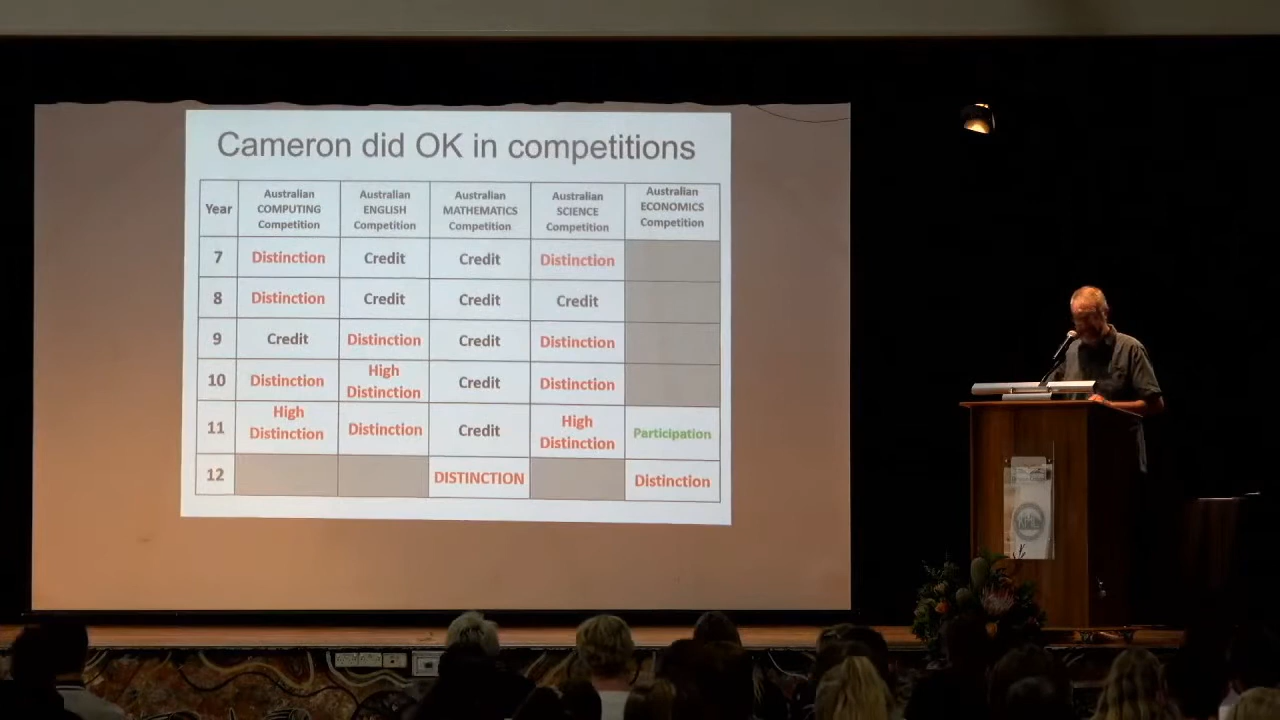 Cameron did OK in competitions
Year
Australian
COMPUTING
Competition
Australian
ENGLISH
Competition
Australian
MATHEMATICS
Competition
Australian
SCIENCE
Competition
Australian
ECONOMICS
Competition
7
Distinction
Credit
Credit
Distinction
8
Distinction
Credit
Credit
Credit
9
Credit
Distinction
Credit
Distinction
10
Distinction
High
Distinction
Credit
Distinction
11
High
Distinction
Distinction
Credit
High
Distinction
Participation
12
DISTINCTION
Distinction